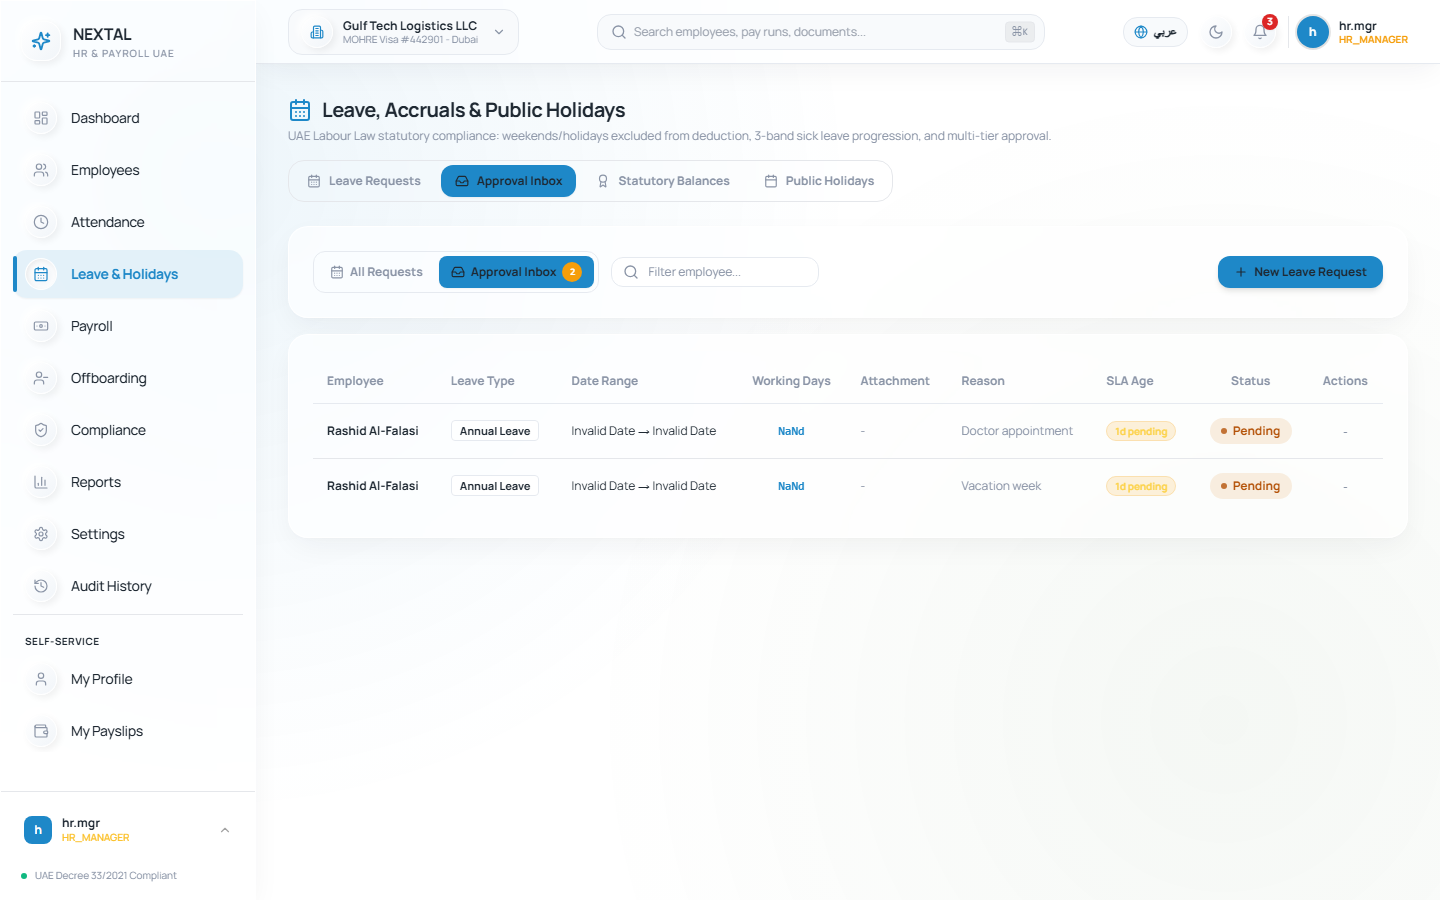 NEXTAL
HR & PAYROLL UAE
Gulf Tech Logistics LLC
MOHRE Visa #442901 - Dubai
Search employees, pay runs, documents...
⌘K
عربي
3
h
hr.mgr
HR_MANAGER
Dashboard
Employees
Attendance
Leave & Holidays
Payroll
Offboarding
Compliance
Reports
Settings
Audit History
SELF-SERVICE
My Profile
My Payslips
h
hr.mgr
HR_MANAGER
UAE Decree 33/2021 Compliant
Leave, Accruals & Public Holidays
UAE Labour Law statutory compliance: weekends/holidays excluded from deduction, 3-band sick leave progression, and multi-tier approval.
Leave Requests Approval Inbox Statutory Balances Public Holidays
All Requests Approval Inbox 2 Filter employee... + New Leave Request
Employee Leave Type Date Range Working Days Attachment Reason SLA Age Status Actions
Rashid Al-Falasi Annual Leave Invalid Date → Invalid Date NaNd - Doctor appointment 1d pending Pending -
Rashid Al-Falasi Annual Leave Invalid Date → Invalid Date NaNd - Vacation week 1d pending Pending -